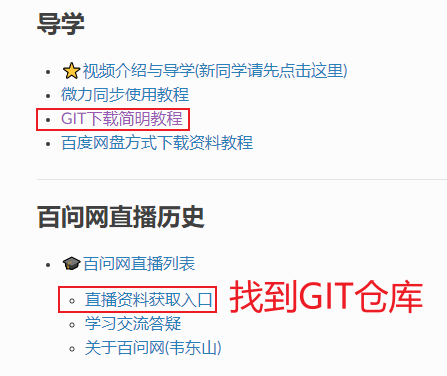 导学
⭐视频介绍与导学(新同学请先点击这里)
微力同步使用教程
GIT下载简明教程
百度网盘方式下载资料教程
百问网直播历史
🎓百问网直播列表
直播资料获取入口 找到GIT仓库
学习交流答疑
关于百问网(韦东山)